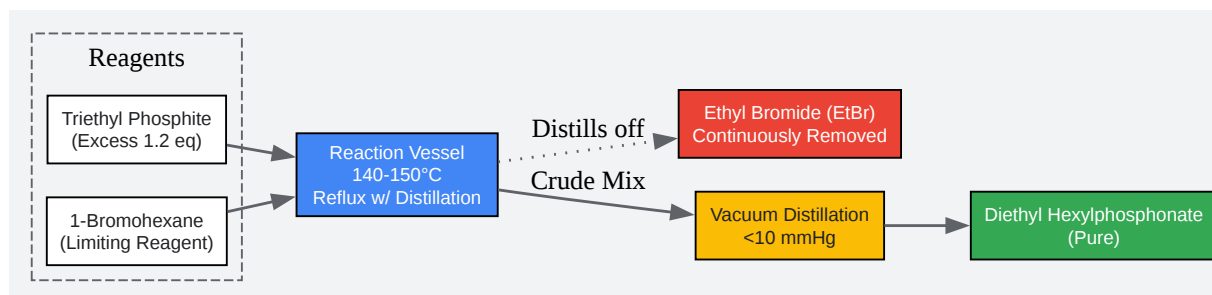 Reagents
Triethyl Phosphite
(Excess 1.2 eq)
1-Bromohexane
(Limiting Reagent)
Reaction Vessel
140-150°C
Reflux w/ Distillation
Distills off
Crude Mix
Ethyl Bromide (EtBr)
Continuously Removed
Vacuum Distillation
<10 mmHg
Diethyl Hexylphosphonate
(Pure)